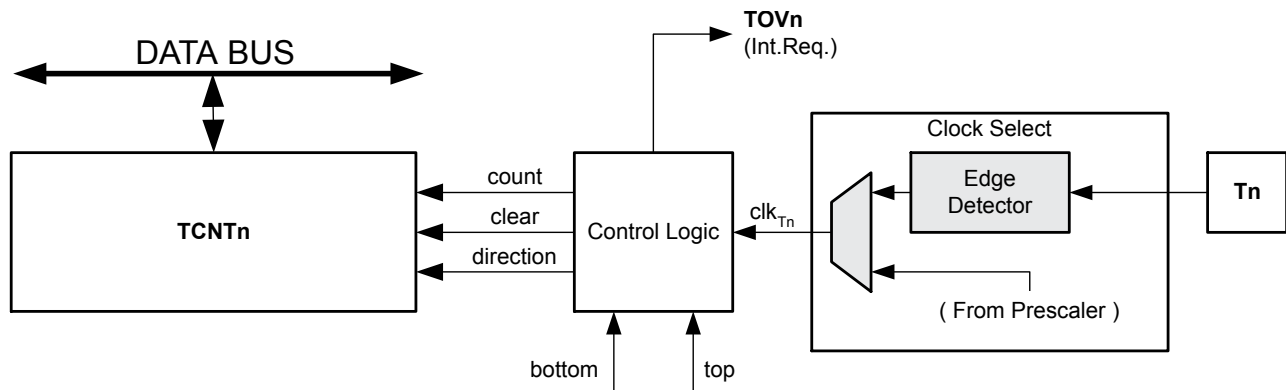 TOVn
(Int.Req.)
DATA BUS
Clock Select
count
Edge
Detector
Tn
TCNTn
clear
Control Logic
clkTn
direction
( From Prescaler )
bottom
top